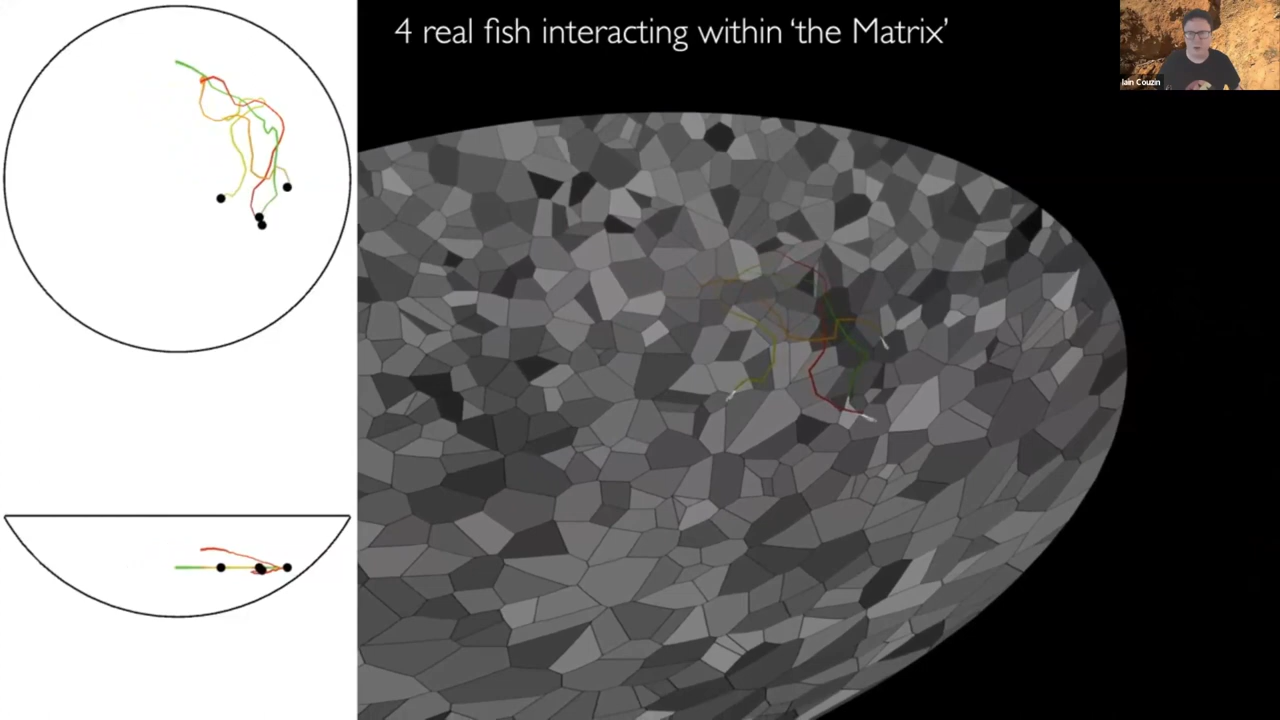 4 real fish interacting within ‘the Matrix’
Iain Couzin